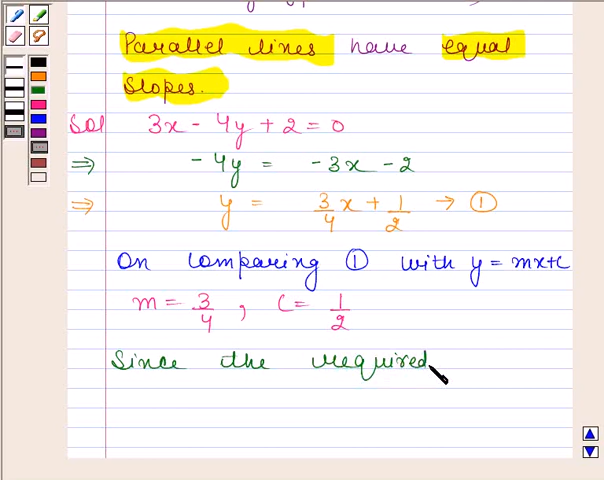 Parallel lines have equal
slopes.
Sol 3x - 4y + 2 = 0
⇒ -4y = -3x - 2
⇒ y = 3/4 x + 1/2 → ①
On comparing ① with y = mx+c
m = 3/4 , c = 1/2
Since the required